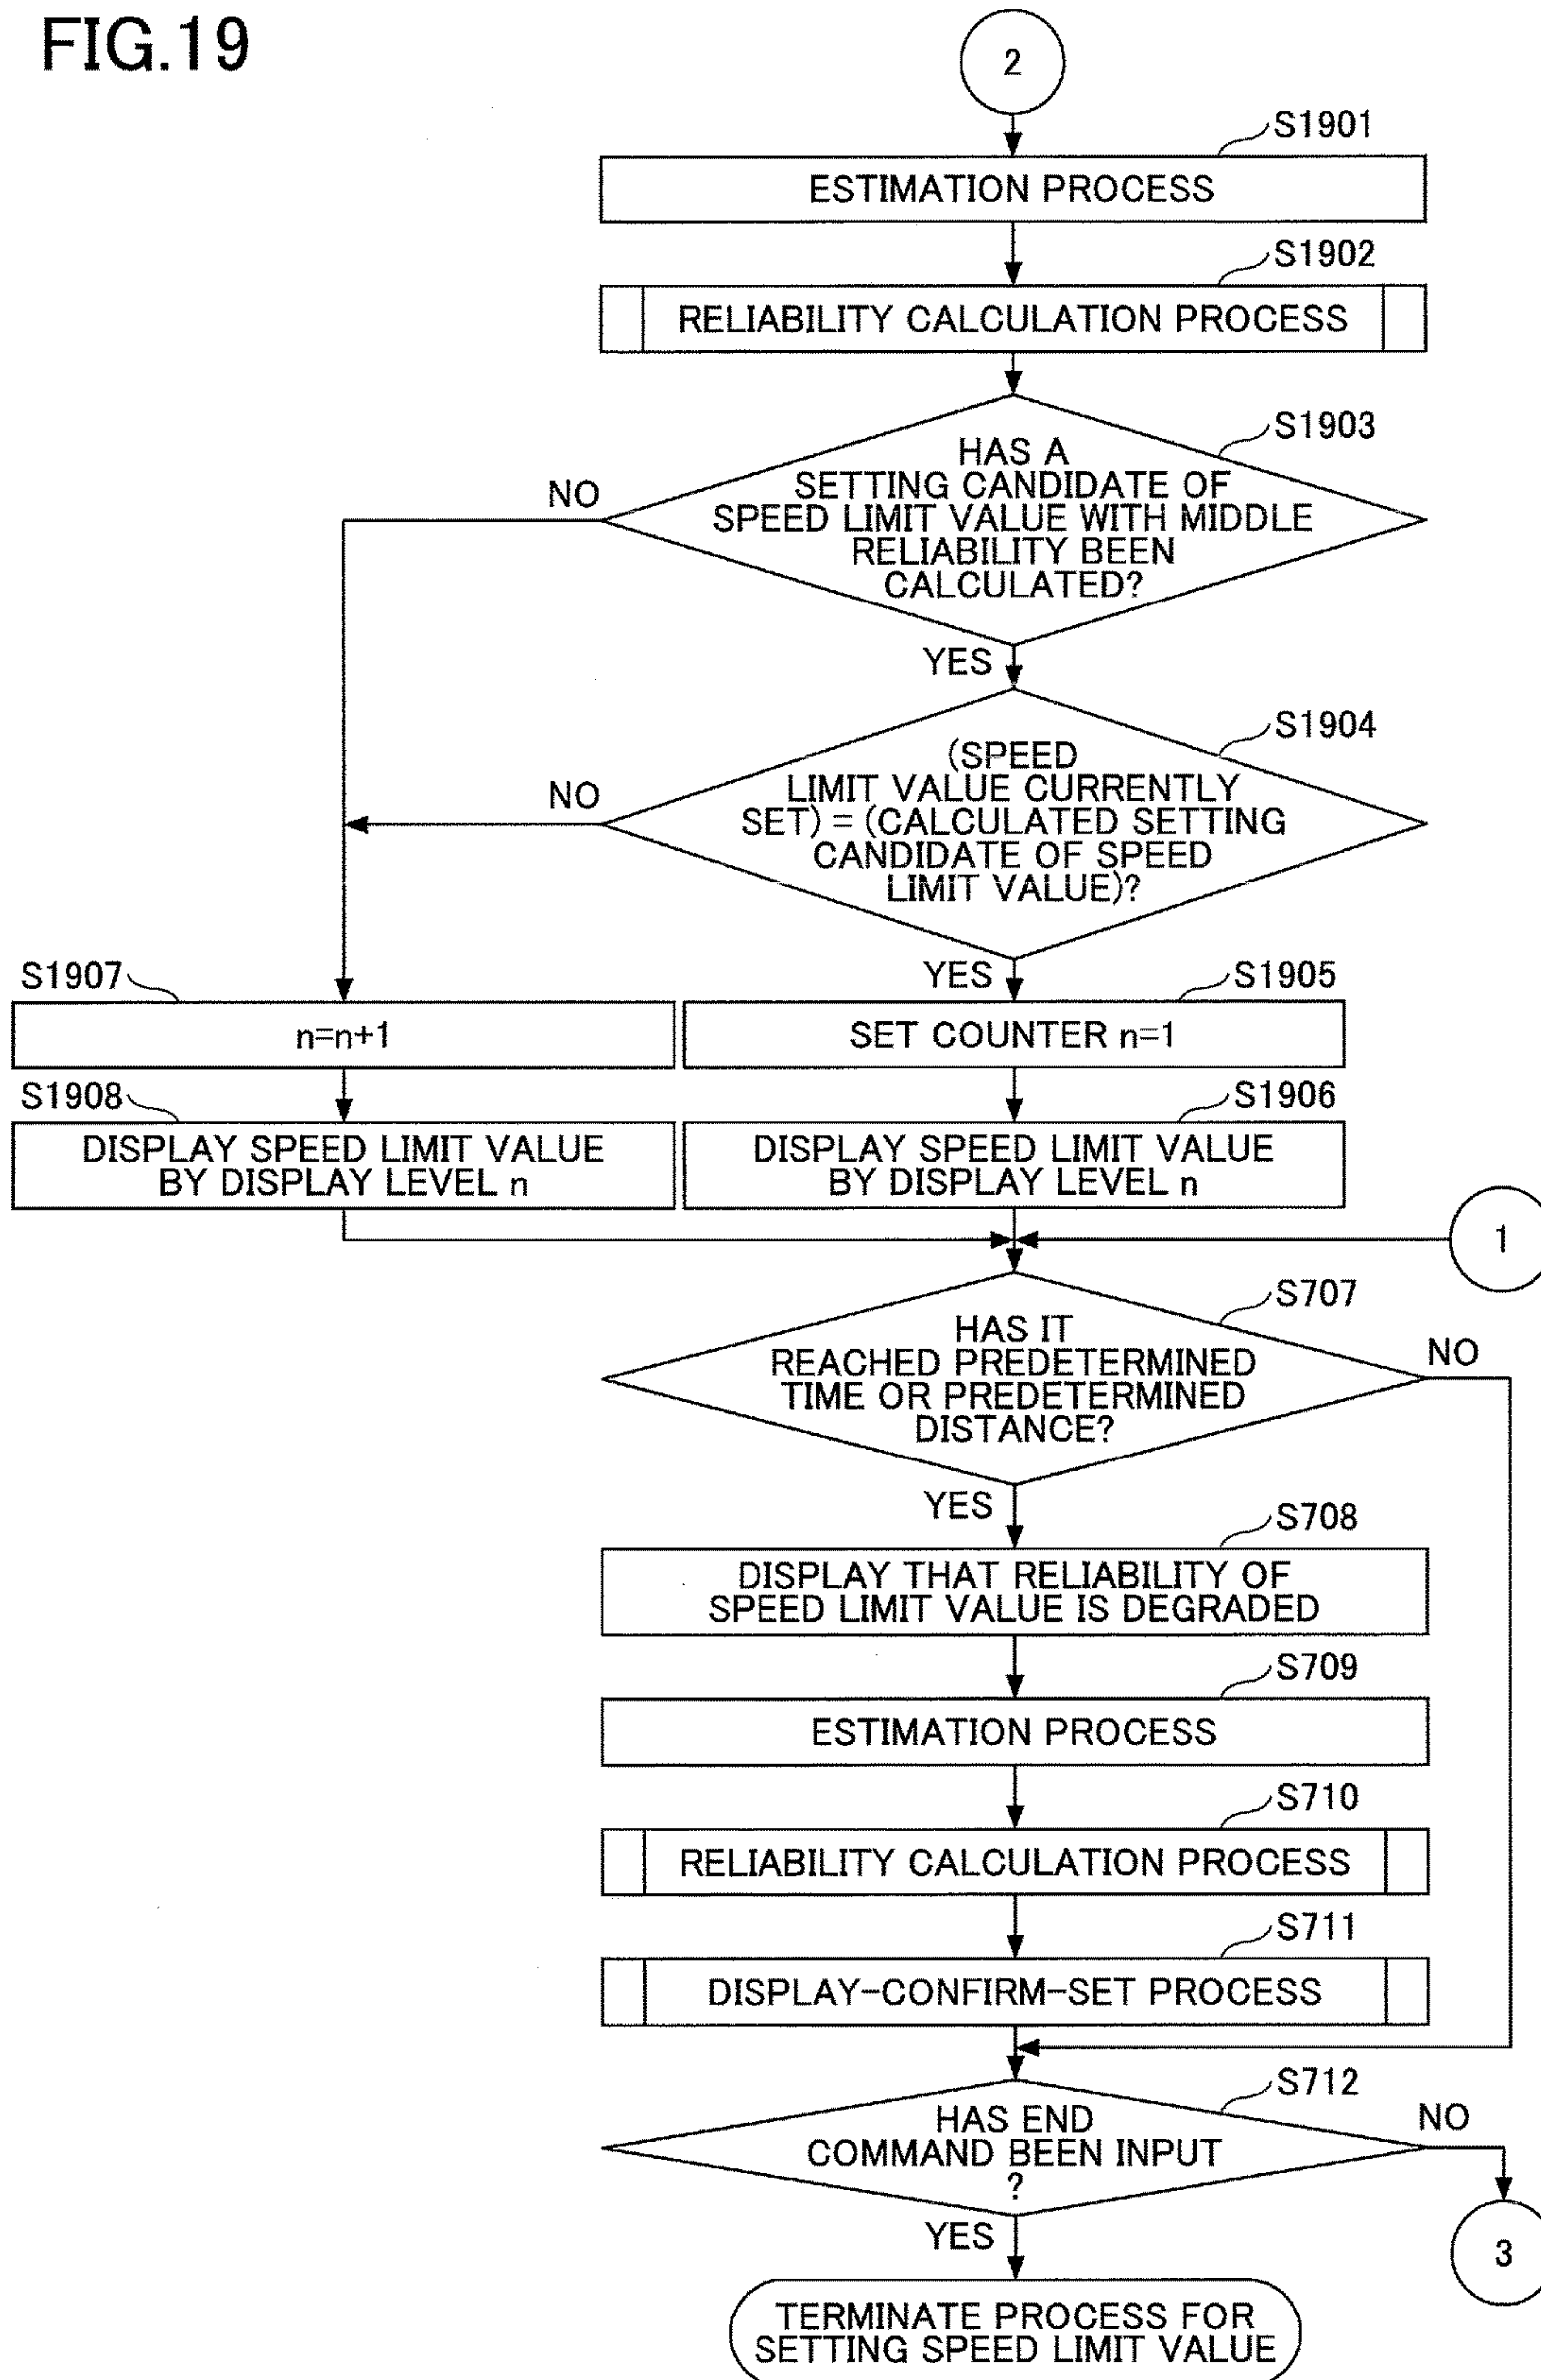 FIG.19
2
S1901
ESTIMATION PROCESS
S1902
RELIABILITY CALCULATION PROCESS
S1903
HAS A
SETTING CANDIDATE OF
SPEED LIMIT VALUE WITH MIDDLE
RELIABILITY BEEN
CALCULATED?
NO
YES
S1904
(SPEED
LIMIT VALUE CURRENTLY
SET) = (CALCULATED SETTING
CANDIDATE OF SPEED
LIMIT VALUE)?
NO
YES
S1907
n=n+1
S1905
SET COUNTER n=1
S1908
DISPLAY SPEED LIMIT VALUE
BY DISPLAY LEVEL n
S1906
DISPLAY SPEED LIMIT VALUE
BY DISPLAY LEVEL n
1
S707
HAS IT
REACHED PREDETERMINED
TIME OR PREDETERMINED
DISTANCE?
NO
YES
S708
DISPLAY THAT RELIABILITY OF
SPEED LIMIT VALUE IS DEGRADED
S709
ESTIMATION PROCESS
S710
RELIABILITY CALCULATION PROCESS
S711
DISPLAY-CONFIRM-SET PROCESS
S712
HAS END
COMMAND BEEN INPUT
?
NO
YES
3
TERMINATE PROCESS FOR
SETTING SPEED LIMIT VALUE